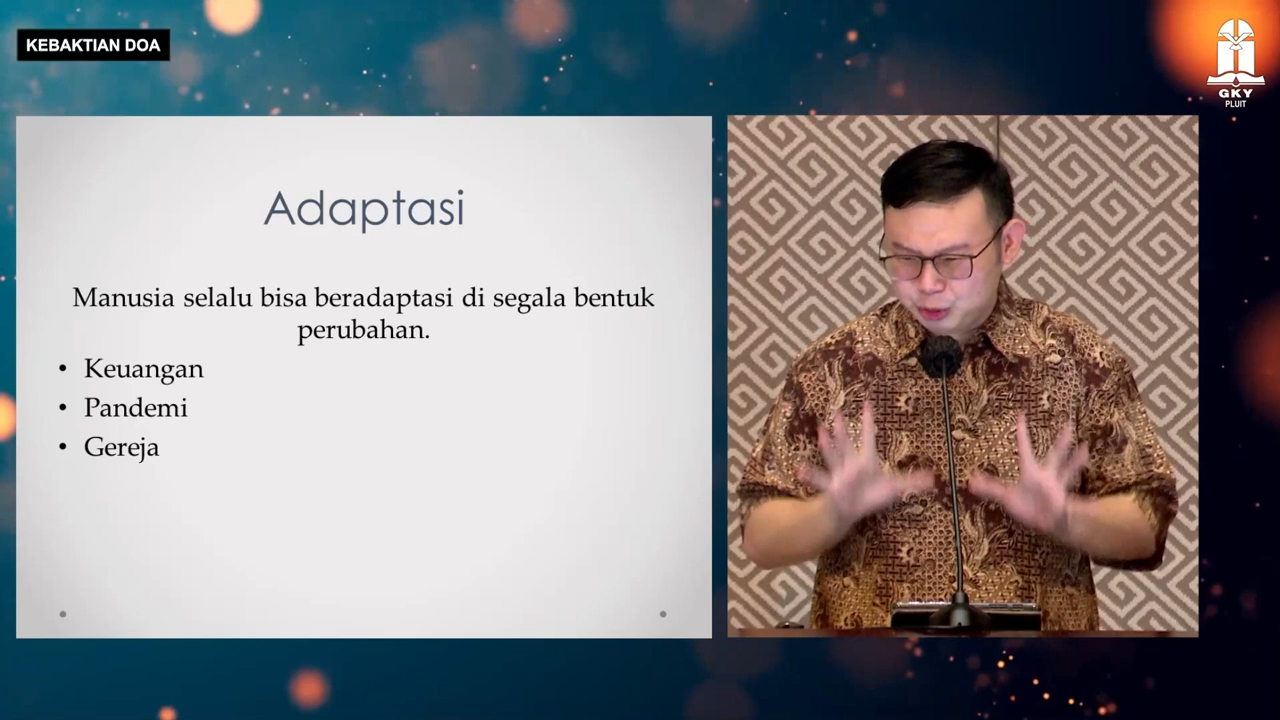 KEBAKTIAN DOA
GKY
PLUIT
Adaptasi
Manusia selalu bisa beradaptasi di segala bentuk
perubahan.
• Keuangan
• Pandemi
• Gereja